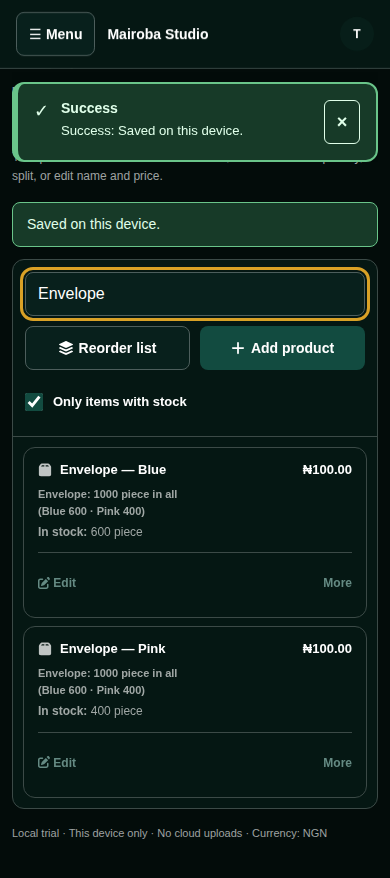 ☰ Menu
Mairoba Studio
T
✓
Success
Success: Saved on this device.
×
split, or edit name and price.
Saved on this device.
Envelope
Reorder list
Add product
Only items with stock
Envelope — Blue
₦100.00
Envelope: 1000 piece in all
(Blue 600 · Pink 400)
In stock: 600 piece
Edit
More
Envelope — Pink
₦100.00
Envelope: 1000 piece in all
(Blue 600 · Pink 400)
In stock: 400 piece
Edit
More
Local trial · This device only · No cloud uploads · Currency: NGN